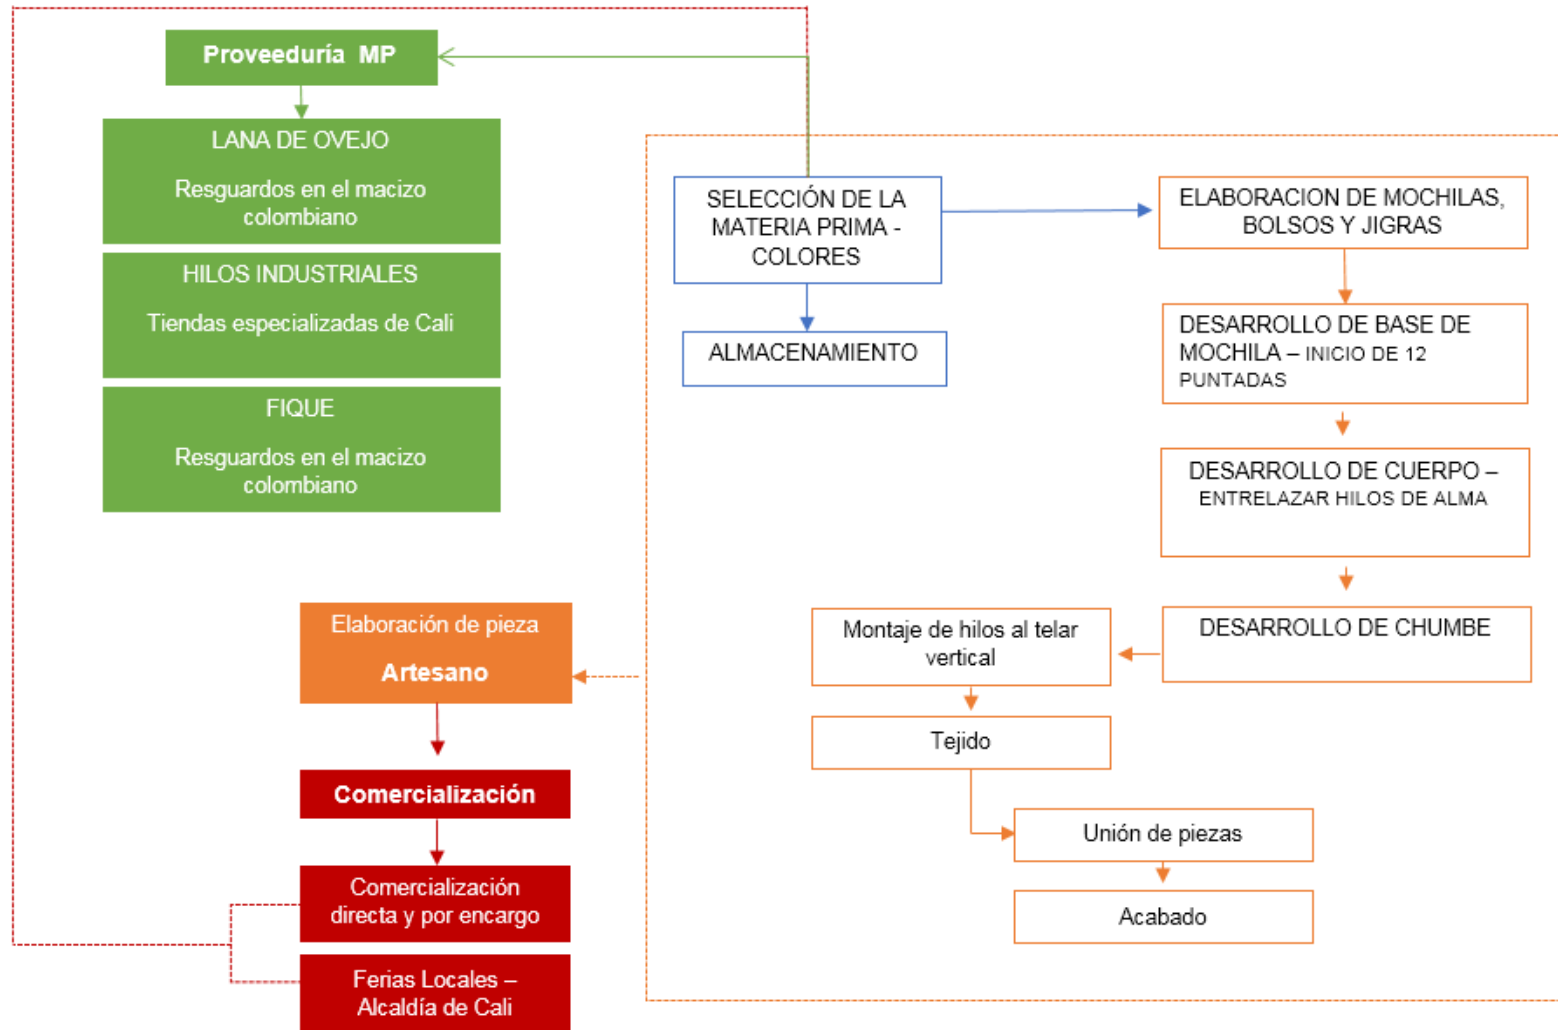 Proveeduría MP
LANA DE OVEJO
Resguardos en el macizo
colombiano
HILOS INDUSTRIALES
Tiendas especializadas de Cali
FIQUE
Resguardos en el macizo
colombiano
SELECCIÓN DE LA
MATERIA PRIMA -
COLORES
ALMACENAMIENTO
ELABORACION DE MOCHILAS,
BOLSOS Y JIGRAS
DESARROLLO DE BASE DE
MOCHILA – INICIO DE 12
PUNTADAS
DESARROLLO DE CUERPO –
ENTRELAZAR HILOS DE ALMA
DESARROLLO DE CHUMBE
Montaje de hilos al telar
vertical
Tejido
Unión de piezas
Acabado
Elaboración de pieza
Artesano
Comercialización
Comercialización
directa y por encargo
Ferias Locales –
Alcaldía de Cali